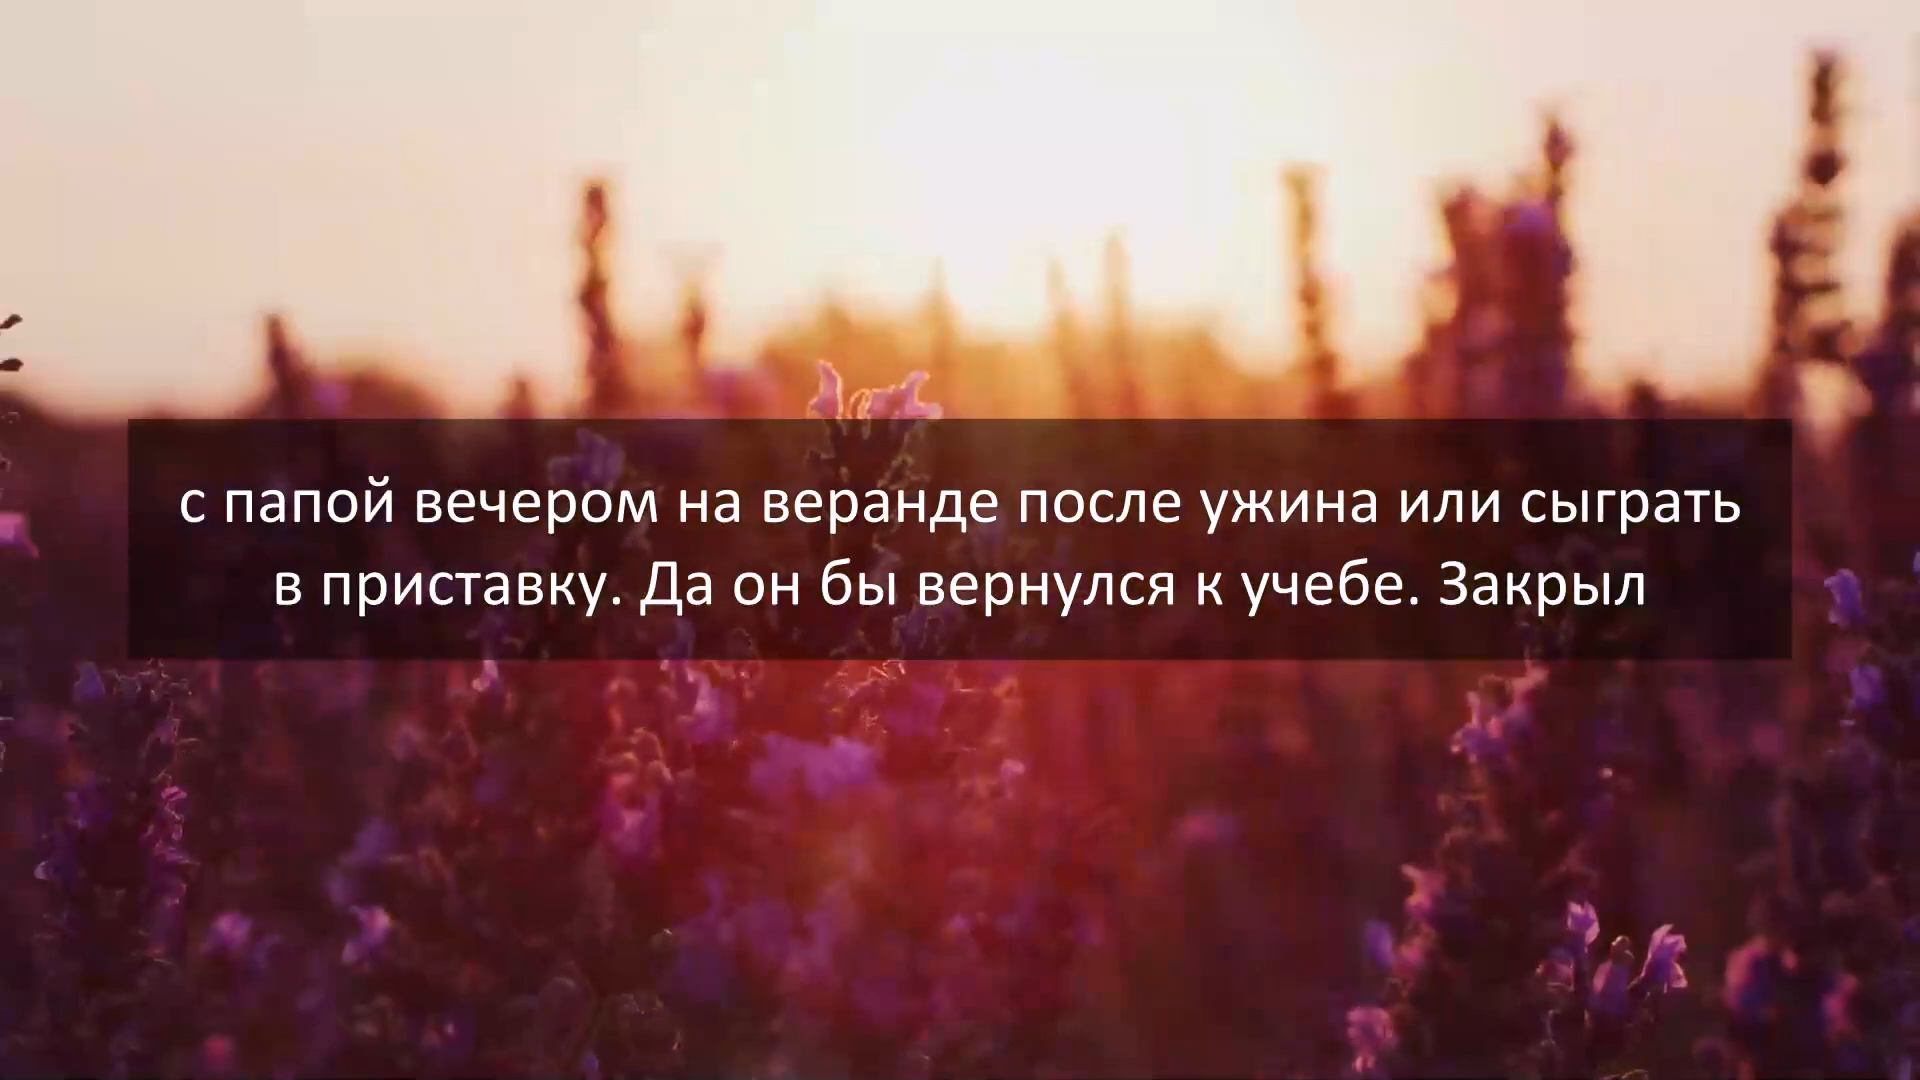 с папой вечером на веранде после ужина или сыграть
в приставку. Да он бы вернулся к учебе. Закрыл